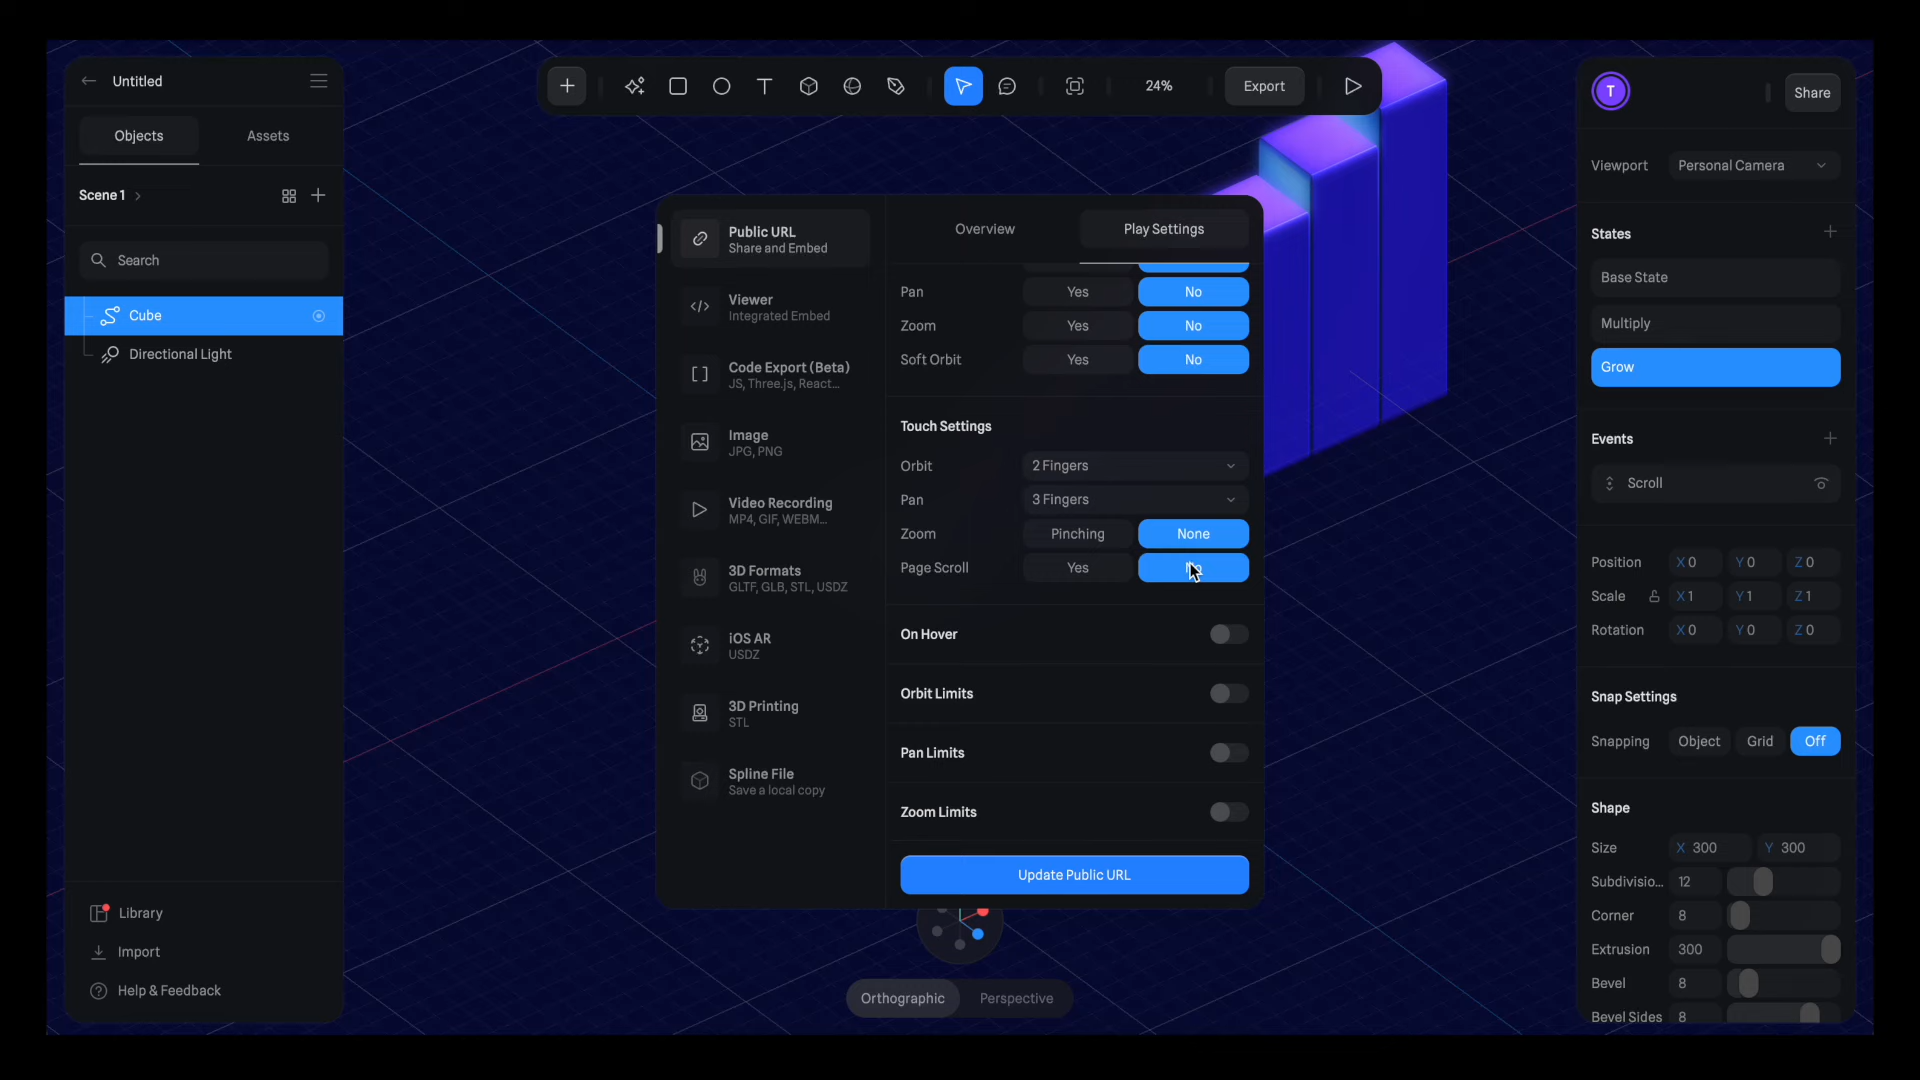 Untitled
Objects
Assets
Scene 1
Search
Cube
Directional Light
Library
Import
Help & Feedback
T
24%
Export
Public URL
Share and Embed
Viewer
Integrated Embed
Code Export (Beta)
JS, Three.js, React...
Image
JPG, PNG
Video Recording
MP4, GIF, WEBM...
3D Formats
GLTF, GLB, STL, USDZ
iOS AR
USDZ
3D Printing
STL
Spline File
Save a local copy
Overview
Play Settings
Pan Yes No
Zoom Yes No
Soft Orbit Yes No
Touch Settings
Orbit 2 Fingers
Pan 3 Fingers
Zoom Pinching None
Page Scroll Yes
On Hover
Orbit Limits
Pan Limits
Zoom Limits
Update Public URL
Orthographic
Perspective
T
Share
Viewport Personal Camera
States
Base State
Multiply
Grow
Events
Scroll
Position X 0 Y 0 Z 0
Scale X 1 Y 1 Z 1
Rotation X 0 Y 0 Z 0
Snap Settings
Snapping Object Grid Off
Shape
Size X 300 Y 300
Subdivisio... 12
Corner 8
Extrusion 300
Bevel 8
Bevel Sides 8